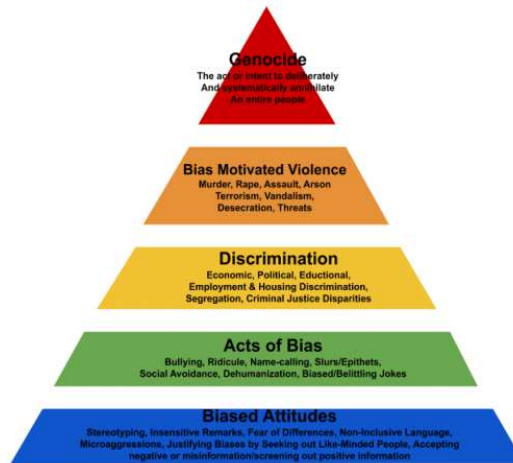 Genocide
The act or intent to deliberately
And systematically annihilate
An entire people
Bias Motivated Violence
Murder, Rape, Assault, Arson
Terrorism, Vandalism,
Desecration, Threats
Discrimination
Economic, Political, Eductional,
Employment & Housing Discrimination,
Segregation, Criminal Justice Disparities
Acts of Bias
Bullying, Ridicule, Name-calling, Slurs/Epithets,
Social Avoidance, Dehumanization, Biased/Belittling Jokes
Biased Attitudes
Stereotyping, Insensitive Remarks, Fear of Differences, Non-Inclusive Language,
Microaggressions, Justifying Biases by Seeking out Like-Minded People, Accepting
negative or misinformation/screening out positive information